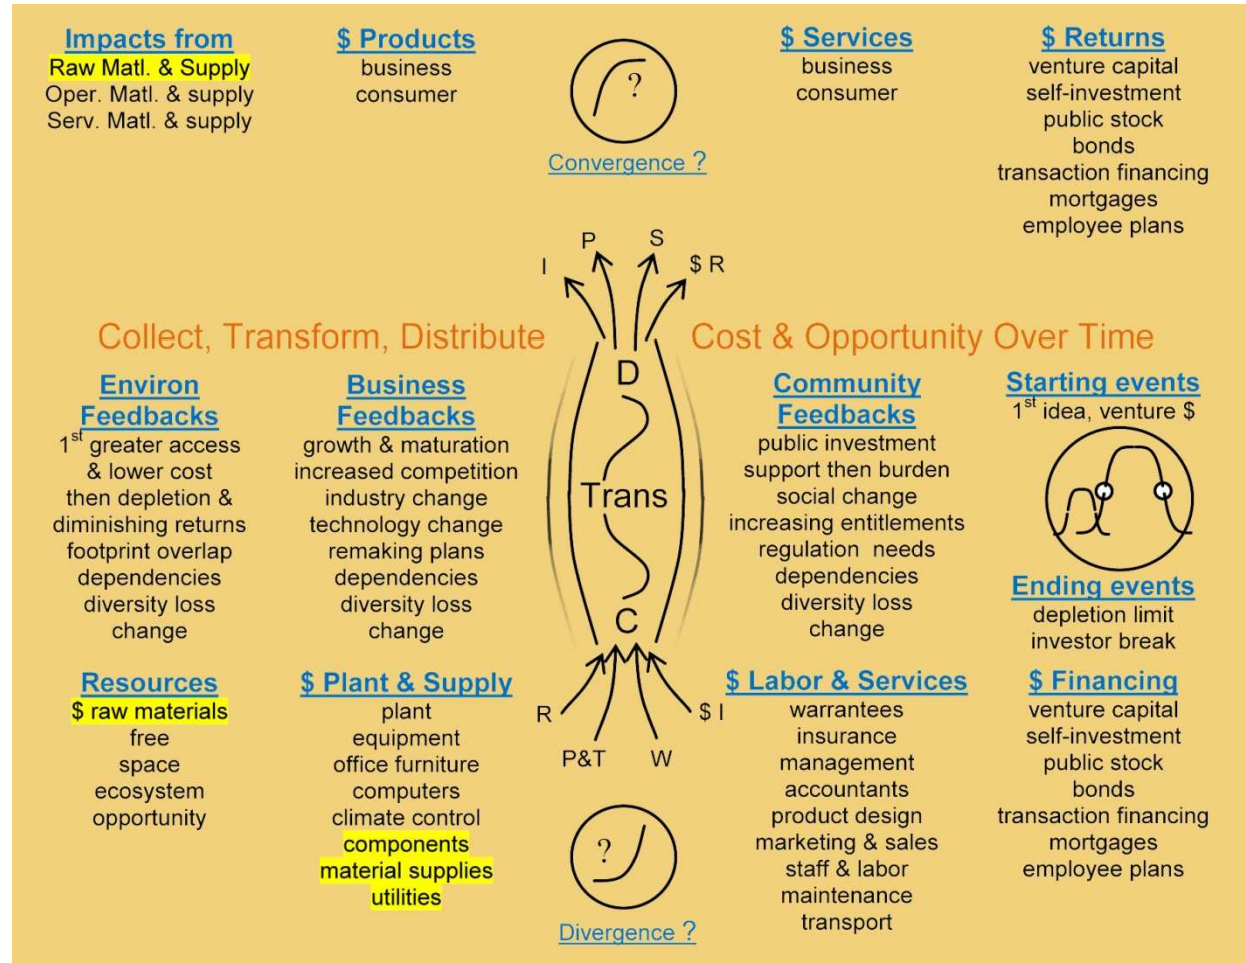 Impacts from
Raw Matl. & Supply
Oper. Matl. & supply
Serv. Matl. & supply
$ Products
business
consumer
?
Convergence ?
$ Services
business
consumer
$ Returns
venture capital
self-investment
public stock
bonds
transaction financing
mortgages
employee plans
I
P
S
$ R
Collect, Transform, Distribute
Cost & Opportunity Over Time
Environ
Feedbacks
1st greater access
& lower cost
then depletion &
diminishing returns
footprint overlap
dependencies
diversity loss
change
Business
Feedbacks
growth & maturation
increased competition
industry change
technology change
remaking plans
dependencies
diversity loss
change
D
Trans
C
Community
Feedbacks
public investment
support then burden
social change
increasing entitlements
regulation needs
dependencies
diversity loss
change
Starting events
1st idea, venture $
Ending events
depletion limit
investor break
Resources
$ raw materials
free
space
ecosystem
opportunity
$ Plant & Supply
plant
equipment
office furniture
computers
climate control
components
material supplies
utilities
R
P&T
W
$ I
?
Divergence ?
$ Labor & Services
warrantees
insurance
management
accountants
product design
marketing & sales
staff & labor
maintenance
transport
$ Financing
venture capital
self-investment
public stock
bonds
transaction financing
mortgages
employee plans